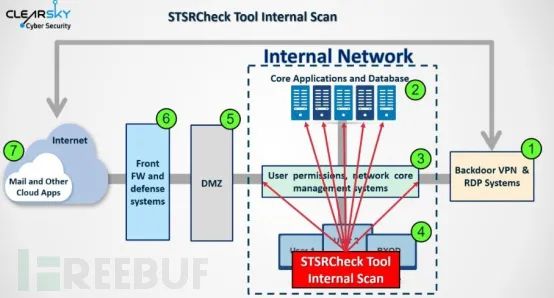 CLEARSKY
Cyber Security
STSRCheck Tool Internal Scan
Internal Network
Core Applications and Database
2
7
Internet
Mail and Other
Cloud Apps
6
Front
FW and
defense
systems
5
DMZ
3
User permissions, network core
management systems
1
Backdoor VPN &
RDP Systems
4
User 1
User 2
BYOD
STSRCheck Tool
Internal Scan
FREEBUF